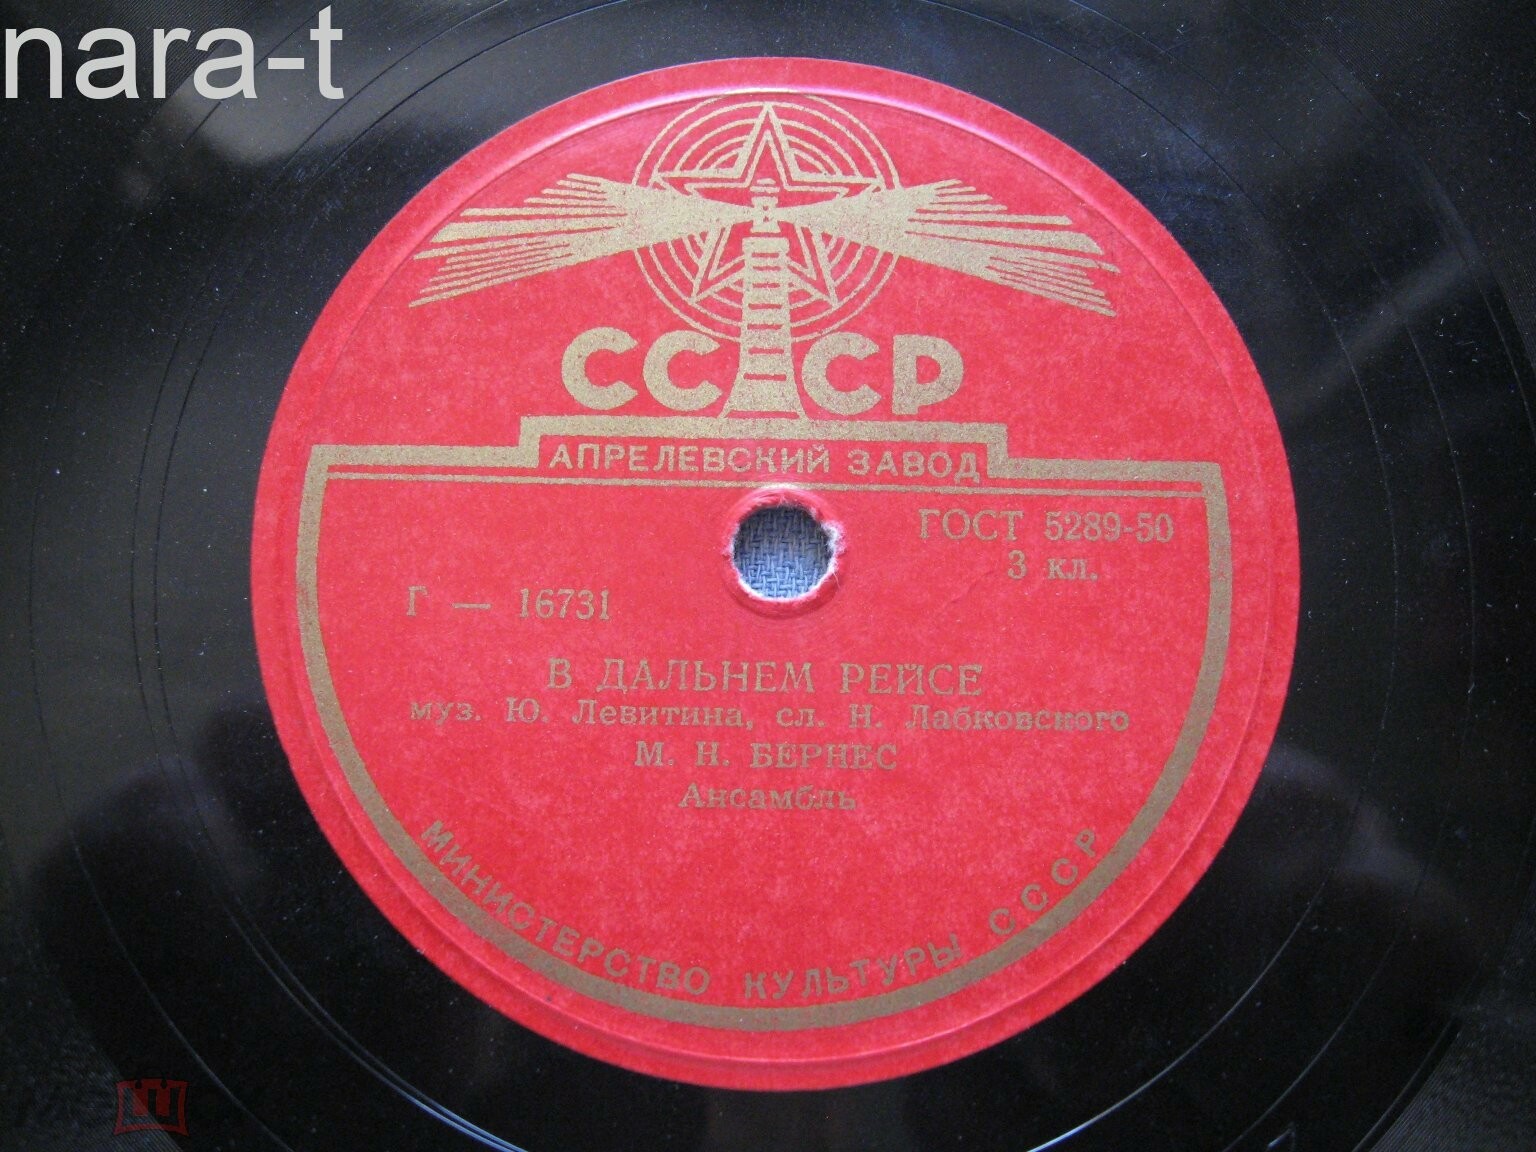 nara-t
СССР
АПРЕЛЕВСКИЙ ЗАВОД
ГОСТ 5289-50
3 кл.
Г — 16731
В ДАЛЬНЕМ РЕЙСЕ
муз. Ю. Левитина, сл. Н. Лабковского
М. Н. БЕРНЕС
Ансамбль
МИНИСТЕРСТВО КУЛЬТУРЫ СССР